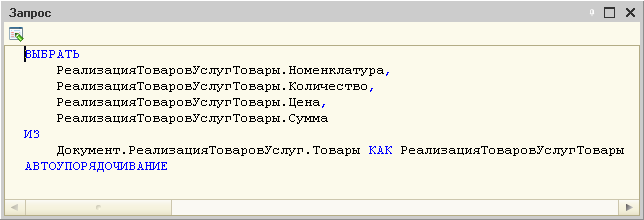 Запрос
ВЫБРАТЬ
РеализацияТоваровУслугТовары.Номенклатура,
РеализацияТоваровУслугТовары.Количество,
РеализацияТоваровУслугТовары.Цена,
РеализацияТоваровУслугТовары.Сумма
ИЗ
Документ.РеализацияТоваровУслуг.Товары КАК РеализацияТоваровУслугТовары
АВТОУПОРЯДОЧИВАНИЕ